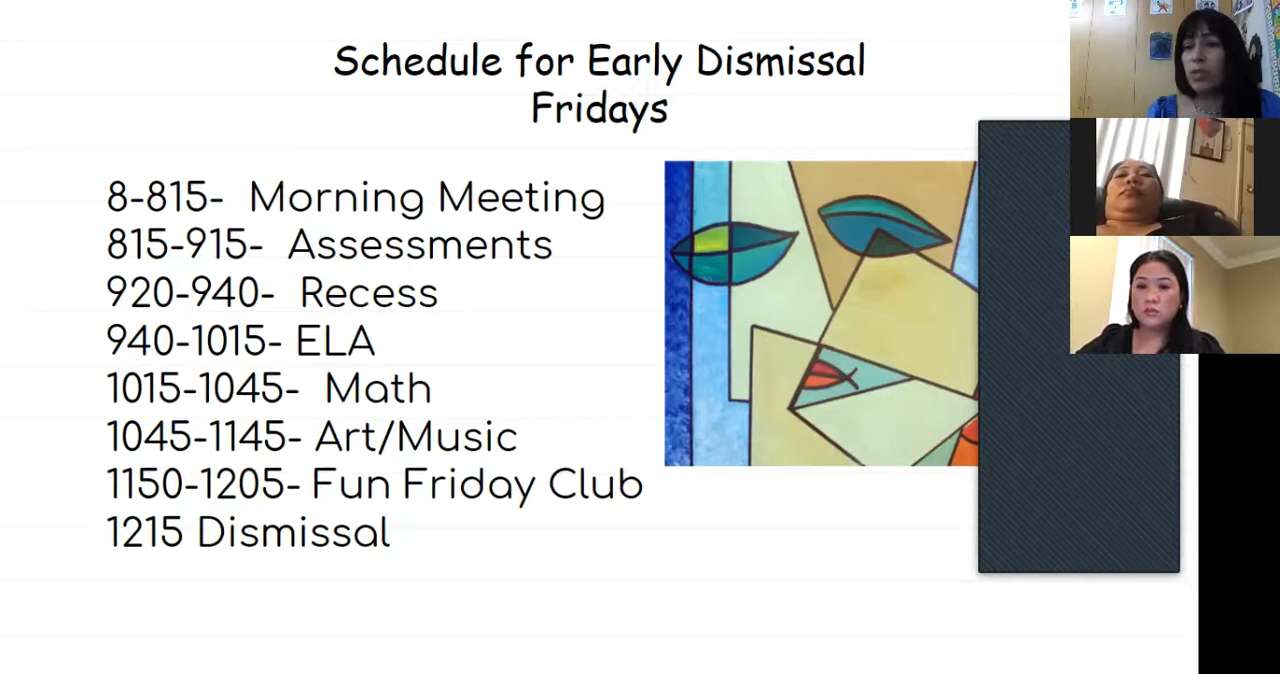 Schedule for Early Dismissal
Fridays
8-815- Morning Meeting
815-915- Assessments
920-940- Recess
940-1015- ELA
1015-1045- Math
1045-1145- Art/Music
1150-1205- Fun Friday Club
1215 Dismissal